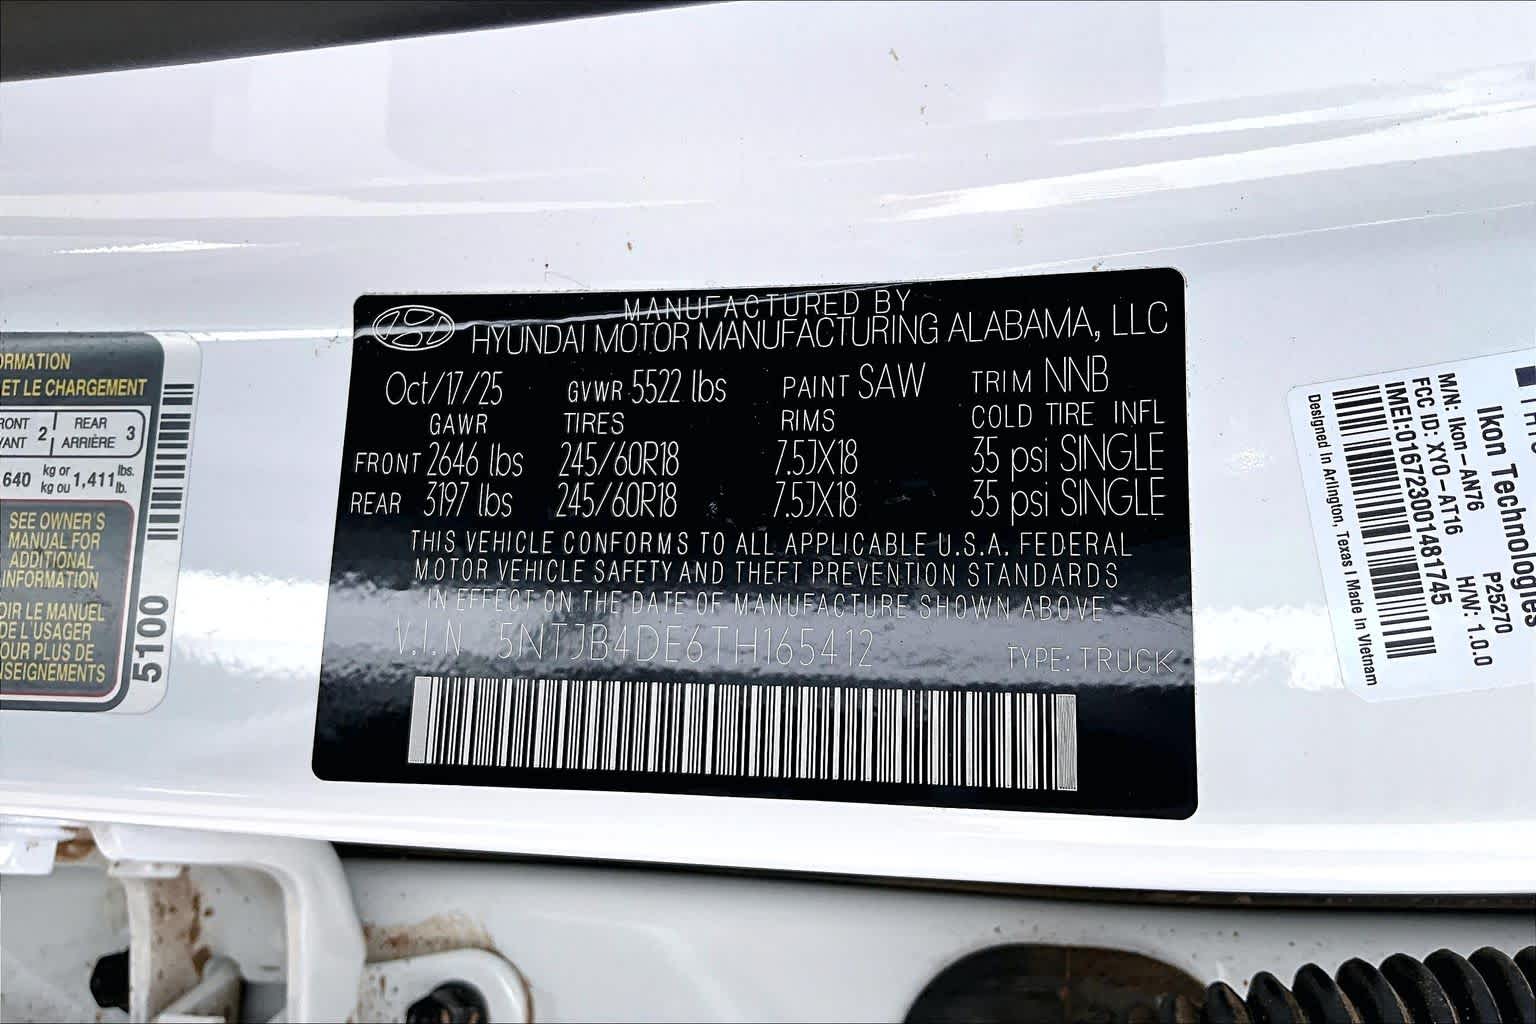 ORMATION
ET LE CHARGEMENT
RONT 2 REAR 3
VANT ARRIÈRE
640 kg or 1,411 lbs.
kg ou lb.
SEE OWNER'S
MANUAL FOR
ADDITIONAL
INFORMATION
OIR LE MANUEL
DE L'USAGER
OUR PLUS DE
NSEIGNEMENTS
5100
MANUFACTURED BY
HYUNDAI MOTOR MANUFACTURING ALABAMA, LLC
Oct/17/25 GVWR 5522 lbs PAINT SAW TRIM NNB
GAWR TIRES RIMS COLD TIRE INFL
FRONT 2646 lbs 245/60R18 7.5JX18 35 psi SINGLE
REAR 3197 lbs 245/60R18 7.5JX18 35 psi SINGLE
THIS VEHICLE CONFORMS TO ALL APPLICABLE U.S.A. FEDERAL
MOTOR VEHICLE SAFETY AND THEFT PREVENTION STANDARDS
IN EFFECT ON THE DATE OF MANUFACTURE SHOWN ABOVE
V.I.N 5NTJB4DE6TH165412 TYPE: TRUCK
Ikon Technologies
P25270
M/N: Ikon-AN76 H/W: 1.0.0
FCC ID: XY0-AT16
IMEI:016723001481745
Designed in Arlington, Texas I Made in Vietnam